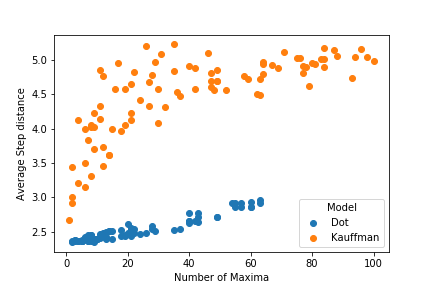 5.0
4.5
4.0
3.5
3.0
2.5
Average Step distance
0 20 40 60 80 100
Number of Maxima
Model
Dot
Kauffman